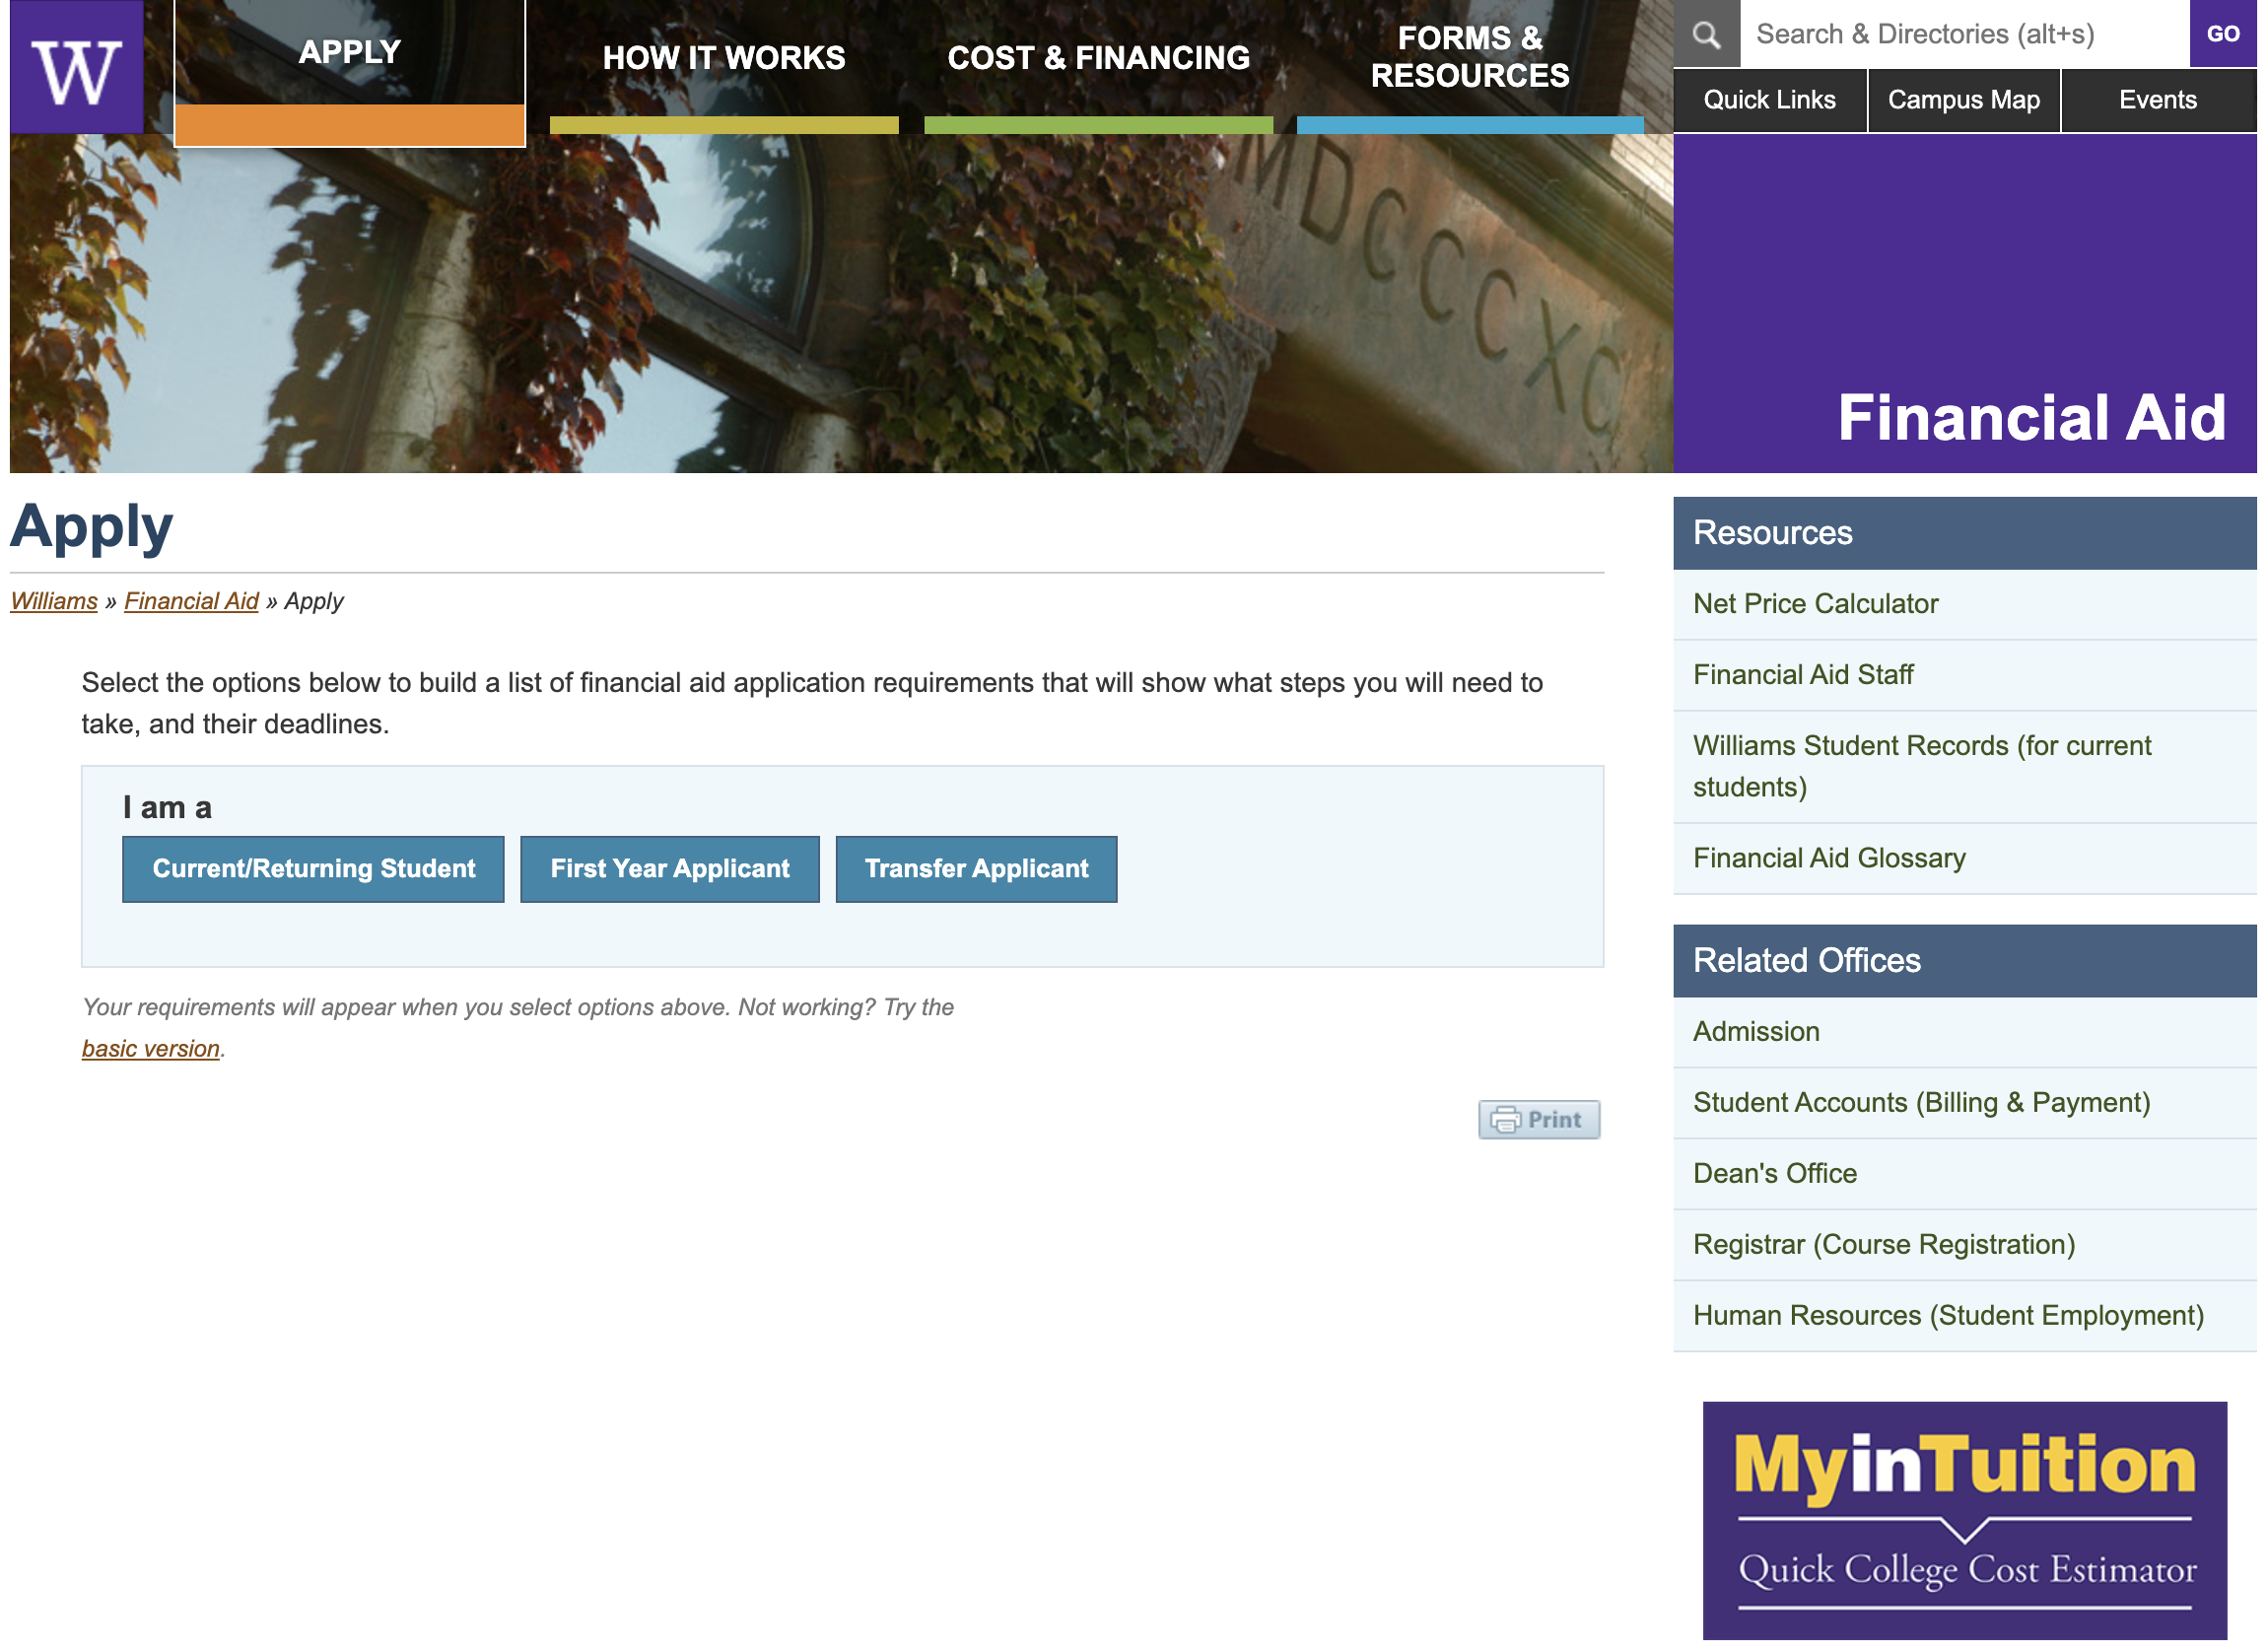 W
APPLY
HOW IT WORKS
COST & FINANCING
FORMS &
RESOURCES
Search & Directories (alt+s)
GO
Quick Links
Campus Map
Events
MDCCCXC
Financial Aid
Apply
Williams » Financial Aid » Apply
Select the options below to build a list of financial aid application requirements that will show what steps you will need to
take, and their deadlines.
I am a
Current/Returning Student
First Year Applicant
Transfer Applicant
Your requirements will appear when you select options above. Not working? Try the
basic version.
Print
Resources
Net Price Calculator
Financial Aid Staff
Williams Student Records (for current
students)
Financial Aid Glossary
Related Offices
Admission
Student Accounts (Billing & Payment)
Dean's Office
Registrar (Course Registration)
Human Resources (Student Employment)
MyinTuition
Quick College Cost Estimator